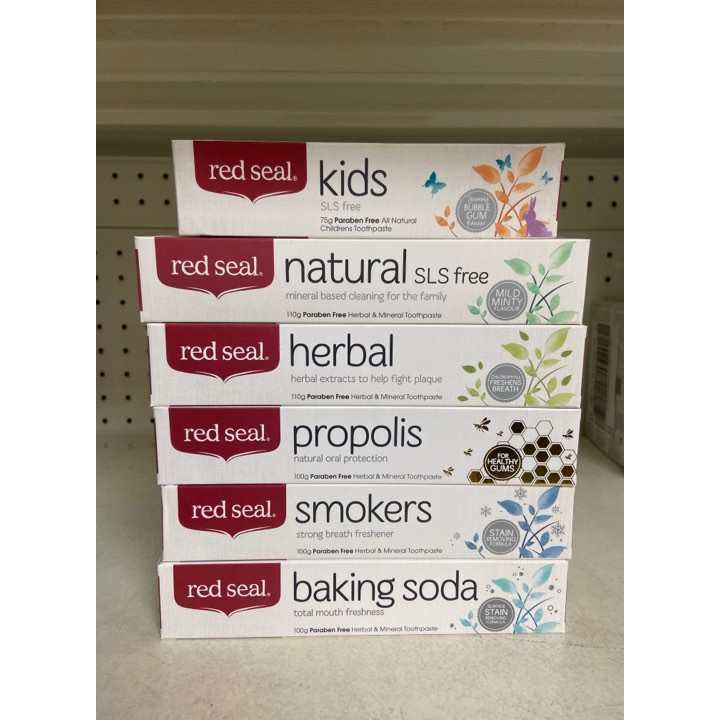 red seal®
kids
SLS free
75g Paraben Free All Natural
Childrens Toothpaste
Yummy
BUBBLE
GUM
flavour
red seal®
natural SLS free
mineral based cleaning for the family
110g Paraben Free Herbal & Mineral Toothpaste
MILD
MINTY
FLAVOUR
red seal®
herbal
herbal extracts to help fight plaque
110g Paraben Free Herbal & Mineral Toothpaste
CHLOROPHYLL
FRESHENS
BREATH
red seal®
propolis
natural oral protection
100g Paraben Free Herbal & Mineral Toothpaste
FOR
HEALTHY
GUMS
red seal®
smokers
strong breath freshener
100g Paraben Free Herbal & Mineral Toothpaste
STAIN
REMOVING
FORMULA
red seal®
baking soda
total mouth freshness
100g Paraben Free Herbal & Mineral Toothpaste
SURFACE
STAIN
REMOVING
FORMULA